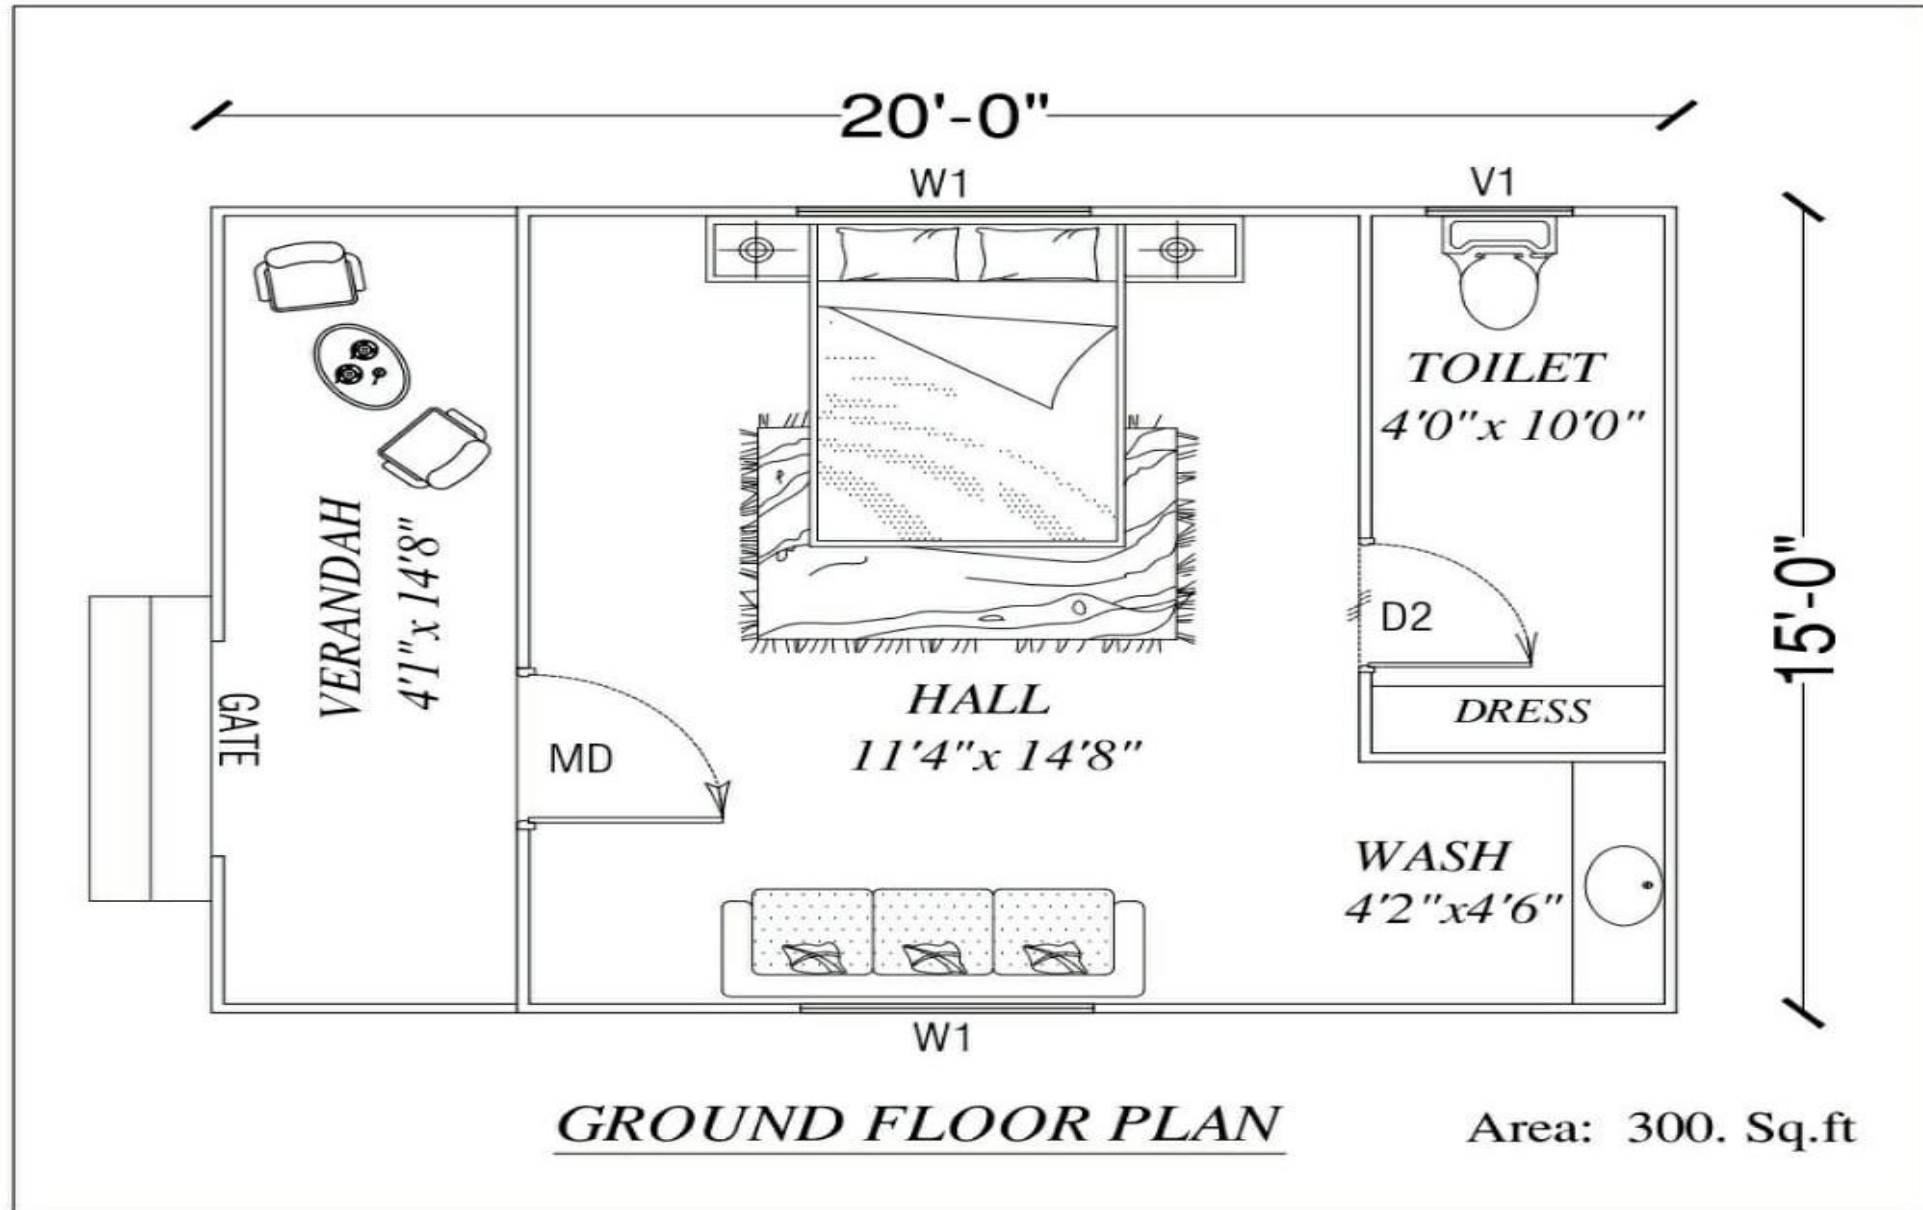 20'-0"
W1
V1
TOILET
4'0"x 10'0"
VERANDAH
4'1"x 14'8"
15'-0"
D2
GATE
HALL
11'4"x 14'8"
DRESS
MD
WASH
4'2"x4'6"
W1
GROUND FLOOR PLAN
Area: 300. Sq.ft